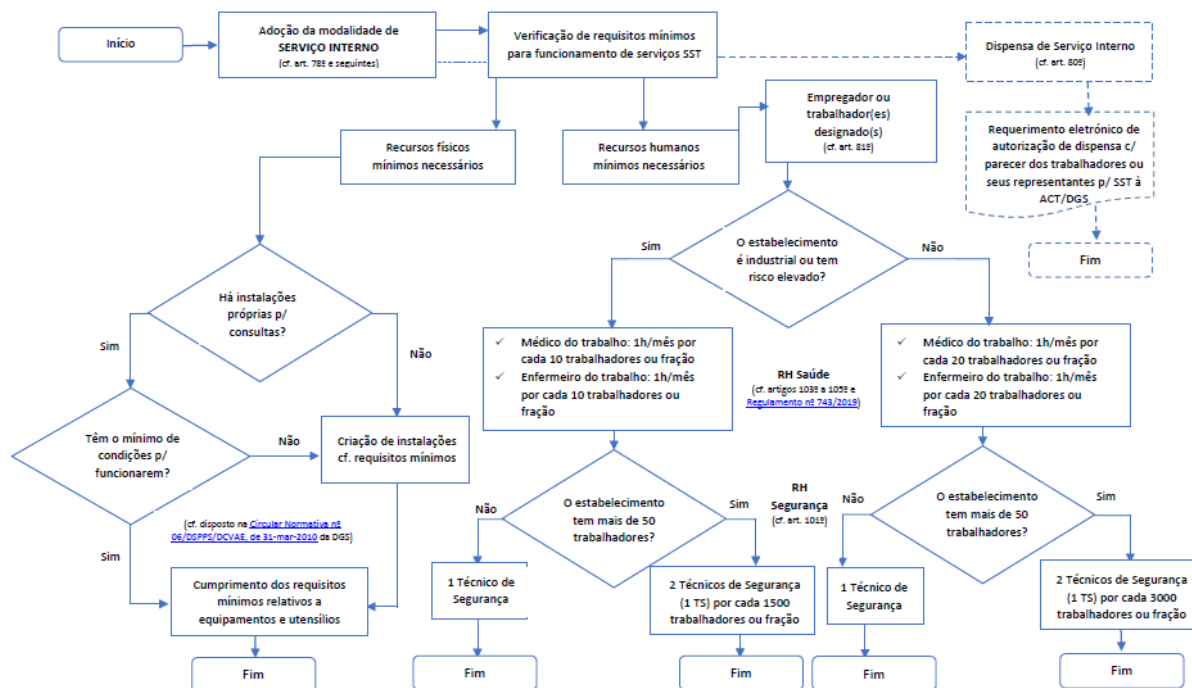 Início
Adoção da modalidade de
SERVIÇO INTERNO
(cf. art. 78º e seguintes)
Verificação de requisitos mínimos
para funcionamento de serviços SST
Dispensa de Serviço Interno
(cf. art. 80º)
Empregador ou
trabalhador(es)
designado(s)
(cf. art. 81º)
Requerimento eletrónico de
autorização de dispensa c/
parecer dos trabalhadores ou
seus representantes p/ SST à
ACT/DGS
Fim
Recursos físicos
mínimos necessários
Recursos humanos
mínimos necessários
Sim
O estabelecimento
é industrial ou tem
risco elevado?
Não
Há instalações
próprias p/
consultas?
Sim
Não
✓ Médico do trabalho: 1h/mês por
cada 10 trabalhadores ou fração
✓ Enfermeiro do trabalho: 1h/mês
por cada 10 trabalhadores ou
fração
RH Saúde
(cf. artigos 103º a 105º e
Regulamento nº 743/2019)
✓ Médico do trabalho: 1h/mês por
cada 20 trabalhadores ou fração
✓ Enfermeiro do trabalho: 1h/mês
por cada 20 trabalhadores ou
fração
Têm o mínimo de
condições p/
funcionarem?
Não
Criação de instalações
cf. requisitos mínimos
(cf. disposto na Circular Normativa nº
06/DSPPS/DCVAE, de 31-mar-2010 da DGS)
Sim
Não
O estabelecimento
tem mais de 50
trabalhadores?
Sim
RH
Segurança
(cf. art. 101º)
Não
O estabelecimento
tem mais de 50
trabalhadores?
Sim
Cumprimento dos requisitos
mínimos relativos a
equipamentos e utensílios
1 Técnico de
Segurança
2 Técnicos de Segurança
(1 TS) por cada 1500
trabalhadores ou fração
1 Técnico de
Segurança
2 Técnicos de Segurança
(1 TS) por cada 3000
trabalhadores ou fração
Fim
Fim
Fim
Fim
Fim